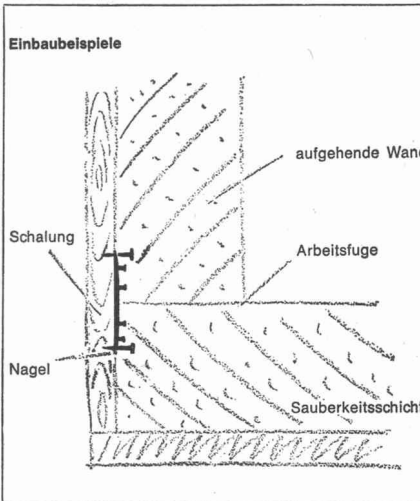 Einbaubeispiele
aufgehende Wand
Schalung
Arbeitsfuge
Nagel
Sauberkeitsschicht